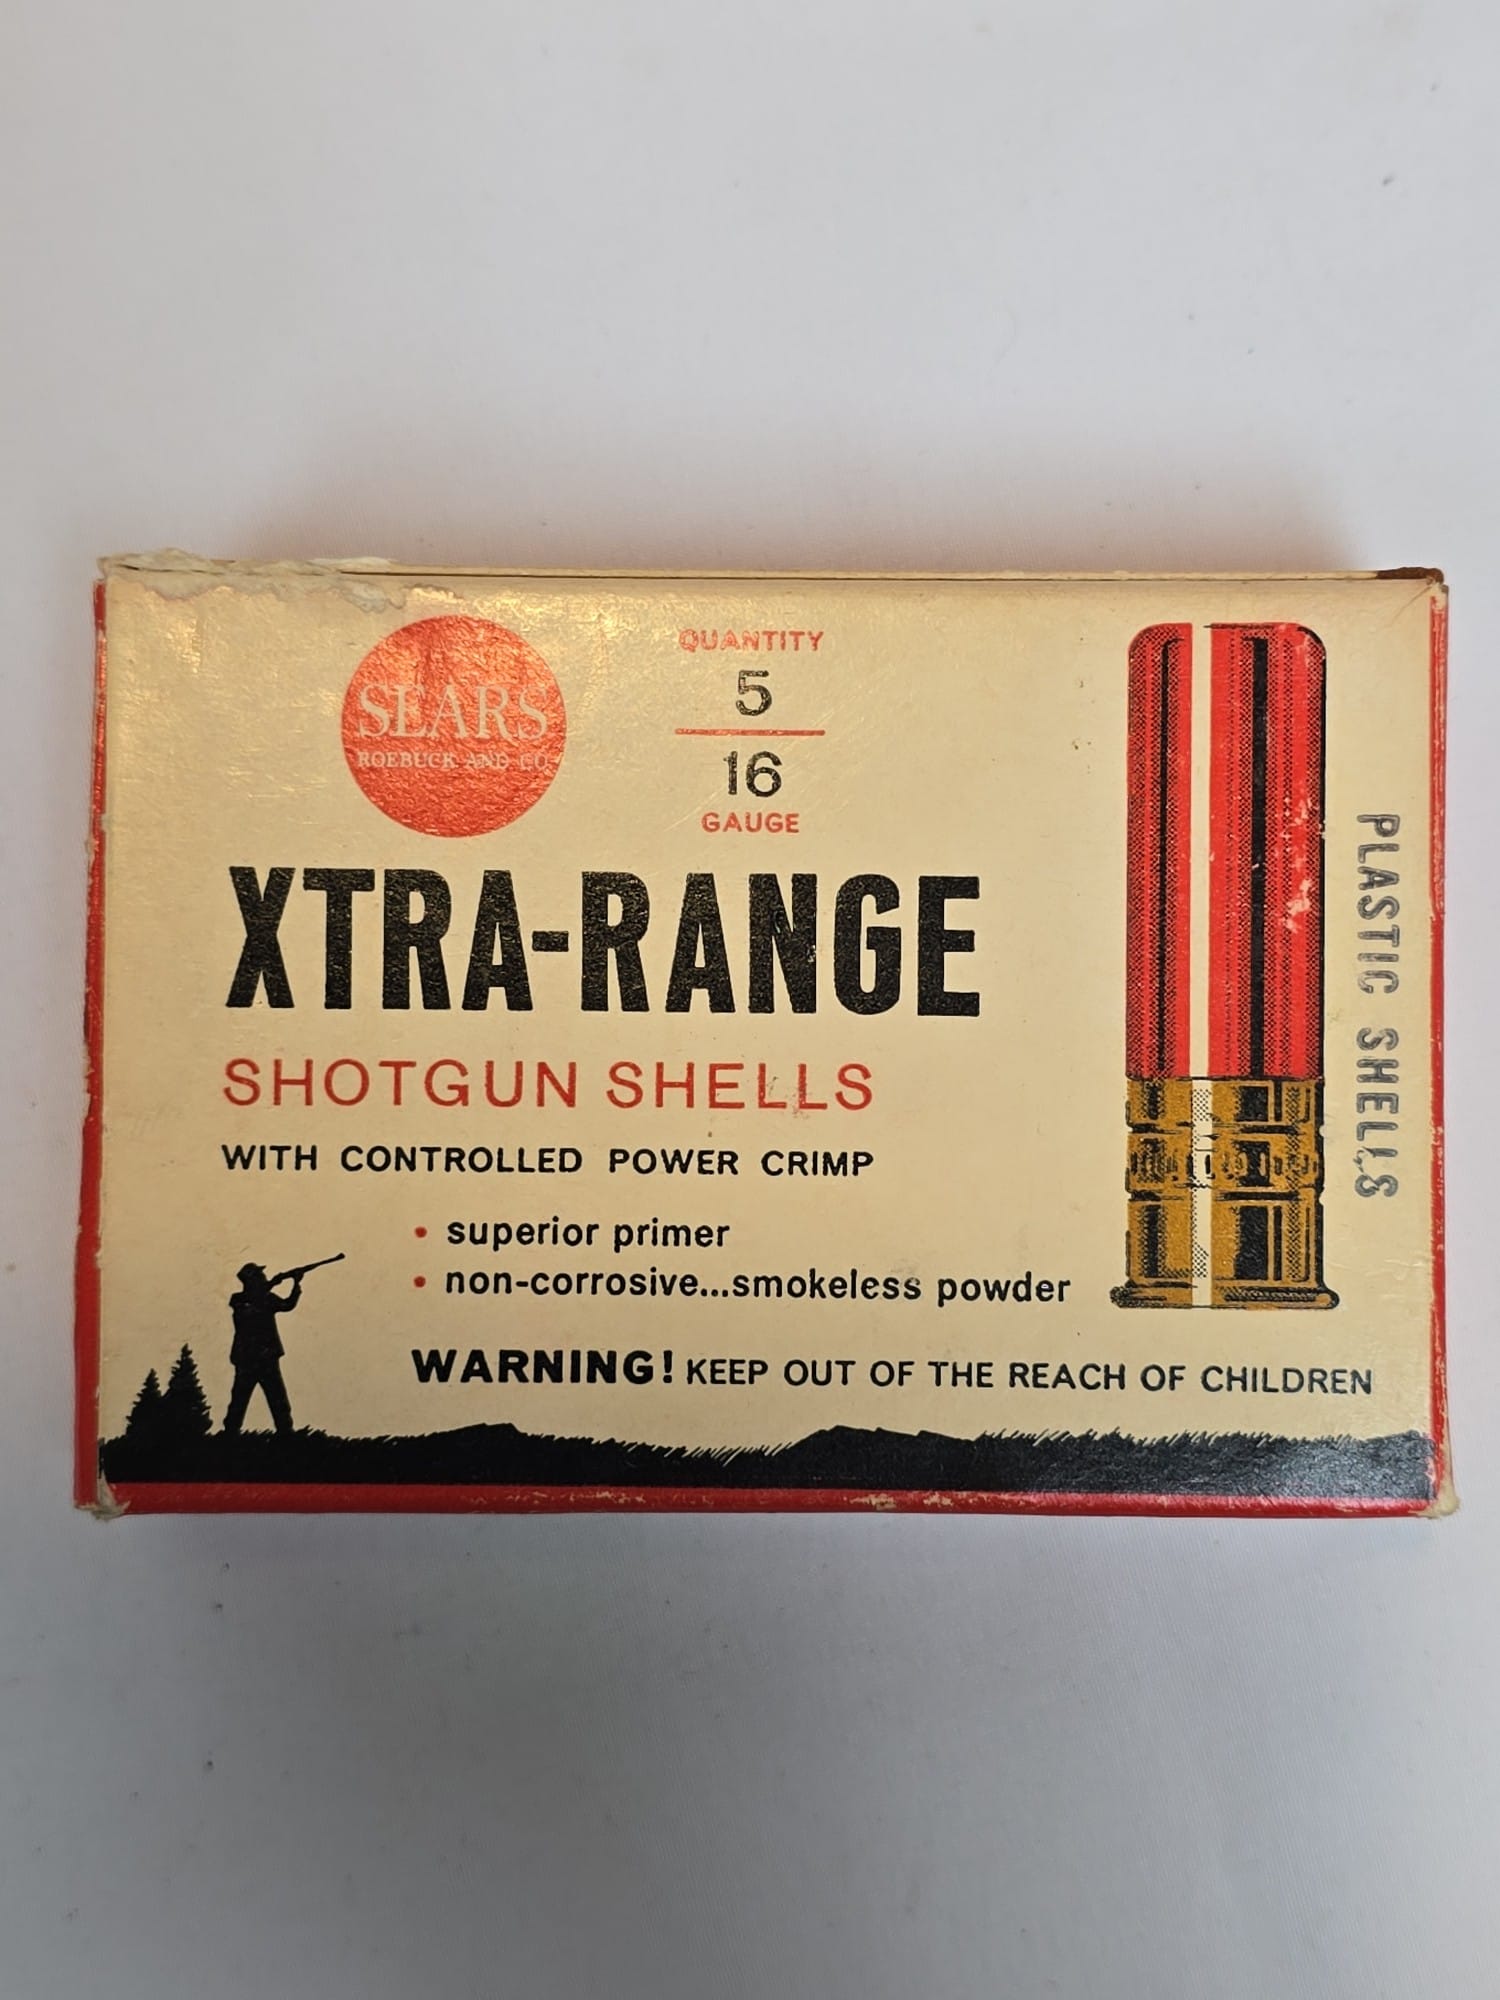 SEARS
ROEBUCK AND CO.
QUANTITY
5
16
GAUGE
XTRA-RANGE
SHOTGUN SHELLS
WITH CONTROLLED POWER CRIMP
• superior primer
• non-corrosive...smokeless powder
WARNING! KEEP OUT OF THE REACH OF CHILDREN
PLASTIC SHELLS